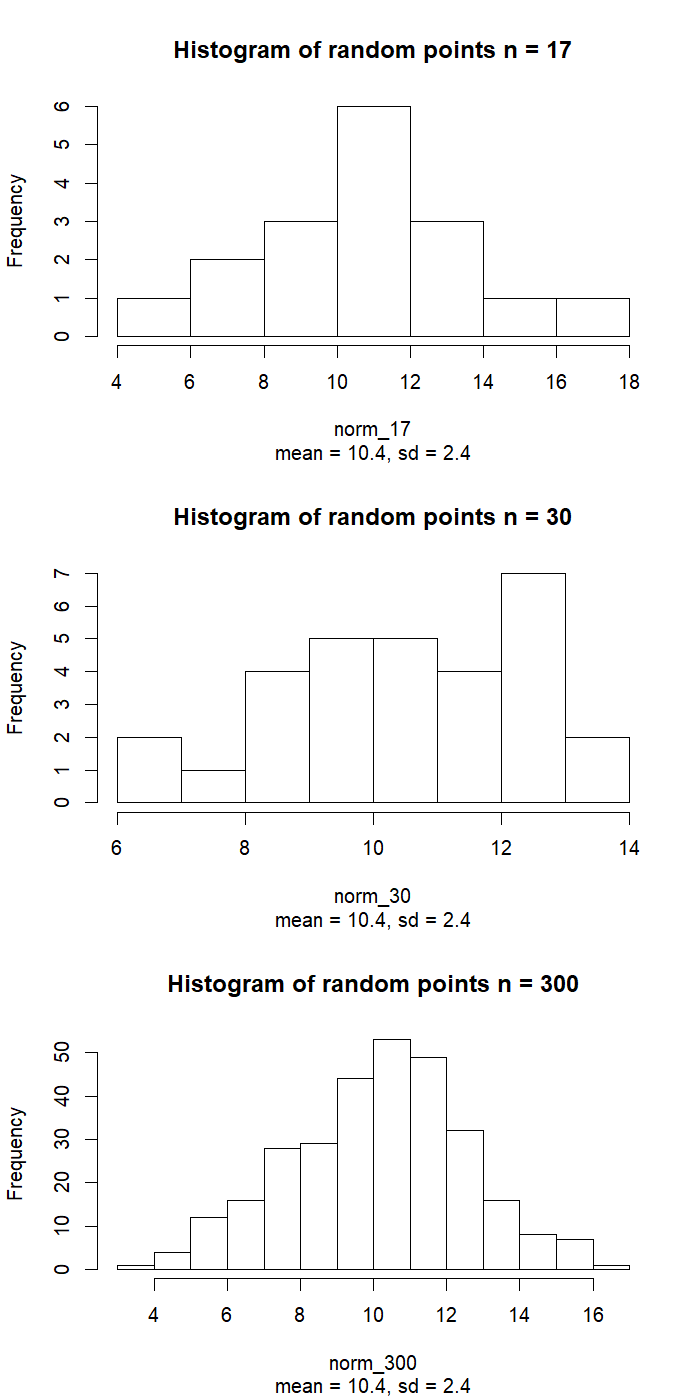 Histogram of random points n = 17
Frequency
6
5
4
3
2
1
0
4 6 8 10 12 14 16 18
norm_17
mean = 10.4, sd = 2.4
Histogram of random points n = 30
Frequency
7
6
5
4
3
2
1
0
6 8 10 12 14
norm_30
mean = 10.4, sd = 2.4
Histogram of random points n = 300
Frequency
50
40
30
20
10
0
4 6 8 10 12 14 16
norm_300
mean = 10.4, sd = 2.4